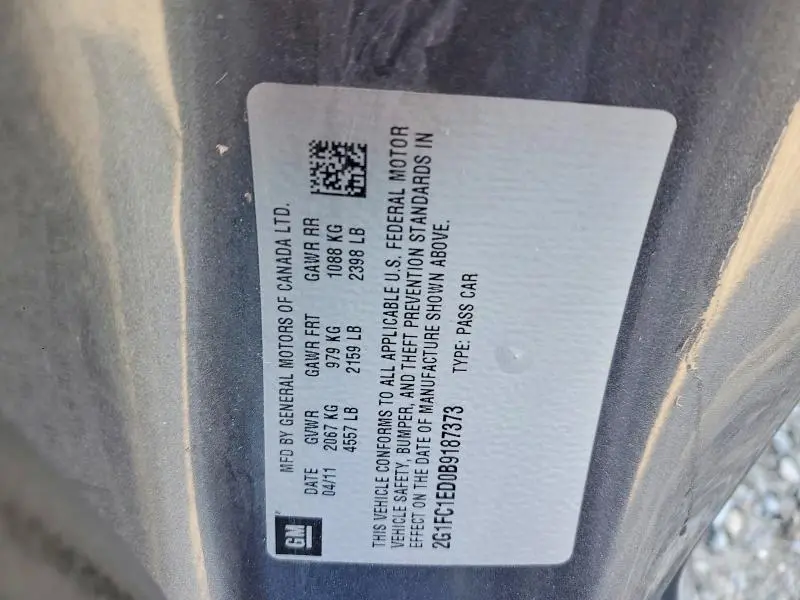 MFD BY GENERAL MOTORS OF CANADA LTD.
DATE GVWR GAWR FRT GAWR RR
04/11 2067 KG 979 KG 1088 KG
4557 LB 2159 LB 2398 LB
GM
THIS VEHICLE CONFORMS TO ALL APPLICABLE U.S. FEDERAL MOTOR
VEHICLE SAFETY, BUMPER, AND THEFT PREVENTION STANDARDS IN
EFFECT ON THE DATE OF MANUFACTURE SHOWN ABOVE.
2G1FC1ED0B9187373 TYPE: PASS CAR